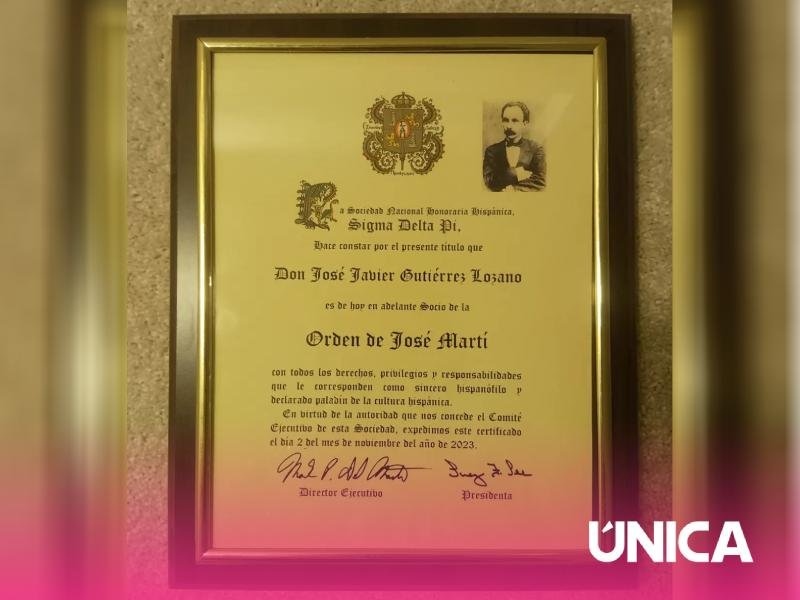 La Sociedad Nacional Honoraria Hispánica,
Sigma Delta Pi,
Hace constar por el presente título que
Don José Javier Gutiérrez Lozano
es de hoy en adelante Socio de la
Orden de José Martí
con todos los derechos, privilegios y responsabilidades
que le corresponden como sincero hispanófilo y
declarado paladín de la cultura hispánica.
En virtud de la autoridad que nos concede el Comité
Ejecutivo de esta Sociedad, expedimos este certificado
el día 2 del mes de noviembre del año de 2023.
Director Ejecutivo
Presidenta
ÚNICA